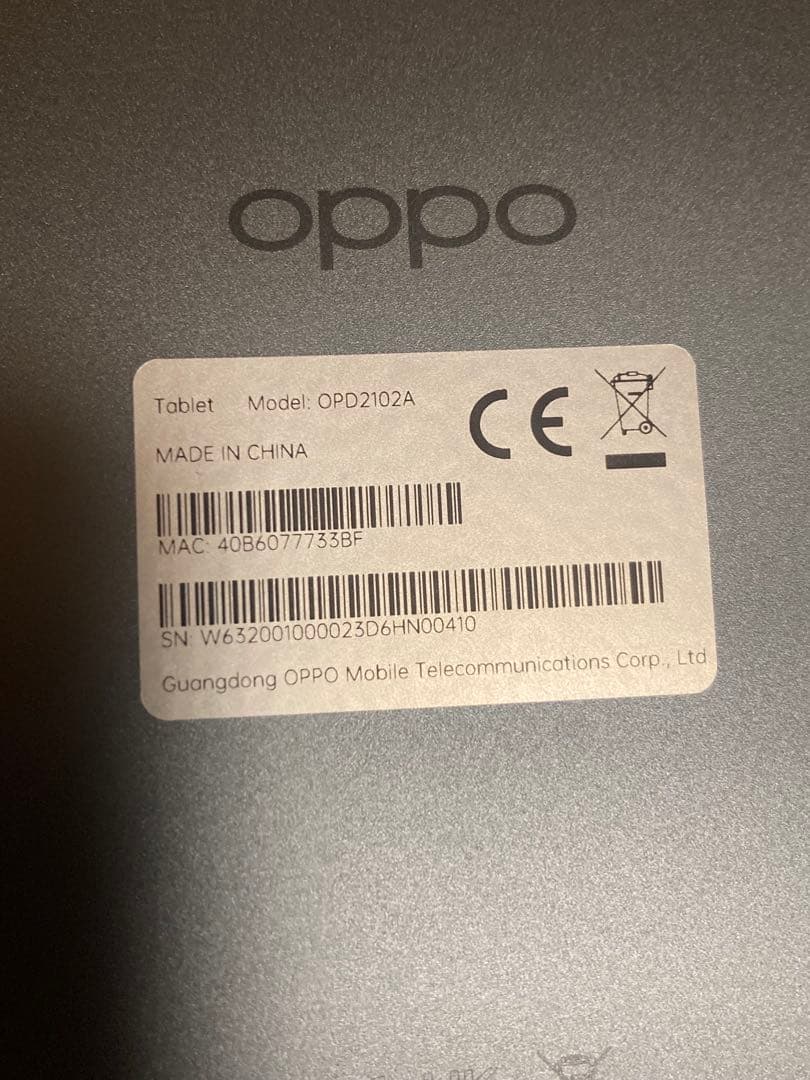 oppo
Tablet Model: OPD2102A
MADE IN CHINA
MAC: 40B6077733BF
SN: W632001000023D6HN00410
Guangdong OPPO Mobile Telecommunications Corp., Ltd